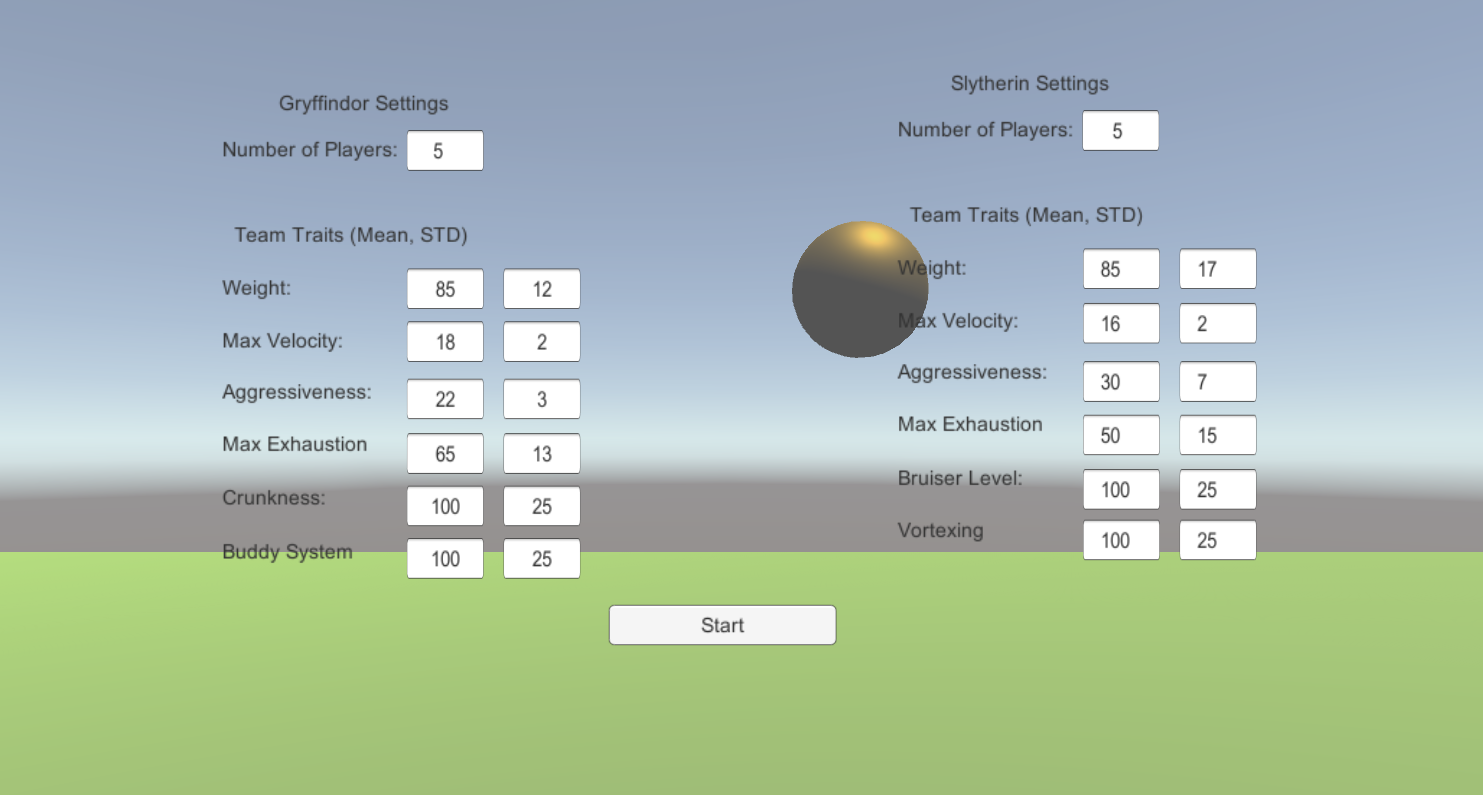 Gryffindor Settings
Number of Players: 5
Team Traits (Mean, STD)
Weight: 85 12
Max Velocity: 18 2
Aggressiveness: 22 3
Max Exhaustion 65 13
Crunkness: 100 25
Buddy System 100 25
Slytherin Settings
Number of Players: 5
Team Traits (Mean, STD)
Weight: 85 17
Max Velocity: 16 2
Aggressiveness: 30 7
Max Exhaustion 50 15
Bruiser Level: 100 25
Vortexing 100 25
Start